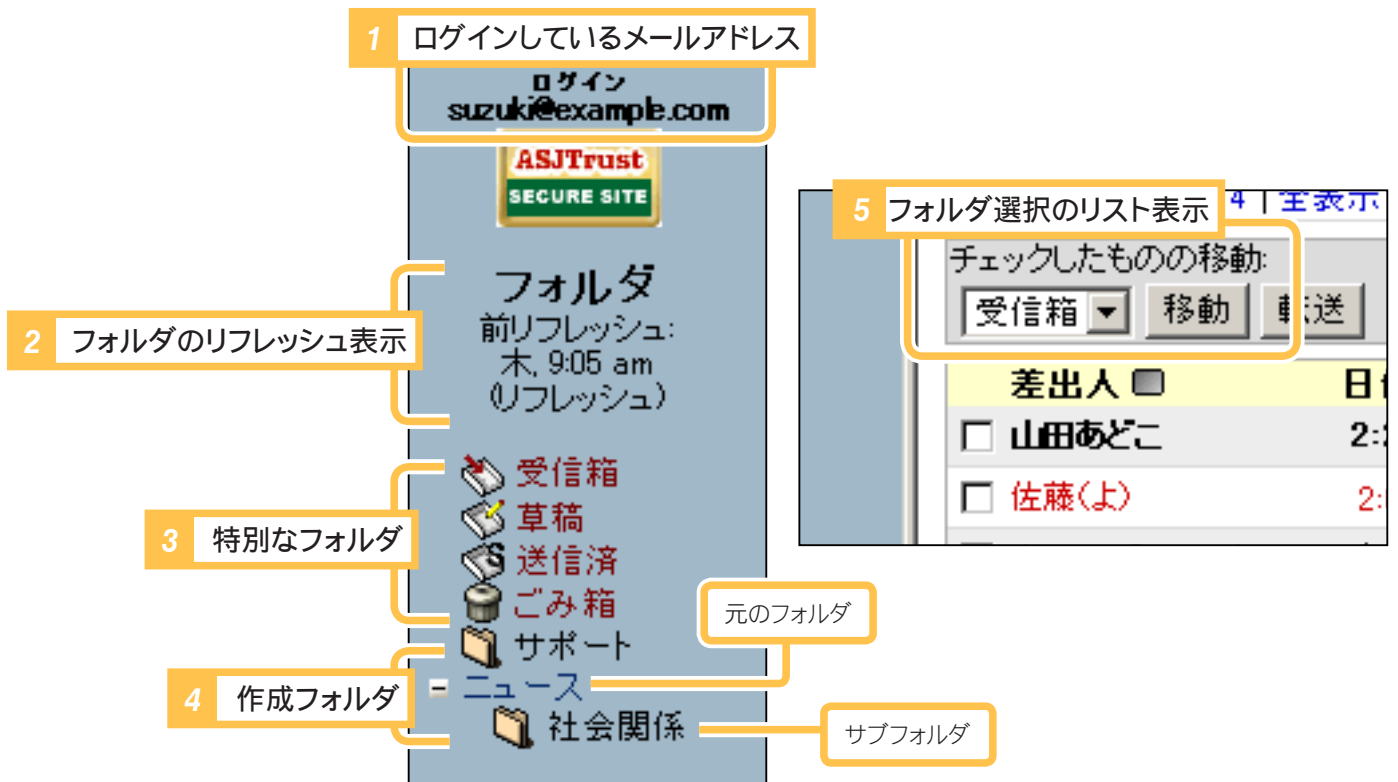 1 ログインしているメールアドレス
ログイン
suzuki@example.com
ASJTrust
SECURE SITE
2 フォルダのリフレッシュ表示
フォルダ
前リフレッシュ:
木, 9:05 am
(リフレッシュ)
3 特別なフォルダ
受信箱
草稿
送信済
ごみ箱
4 作成フォルダ
サポート
ニュース
社会関係
元のフォルダ
サブフォルダ
5 フォルダ選択のリスト表示
4 | 全表示
チェックしたものの移動:
受信箱 移動 転送
差出人 日
山田あどこ 2:
佐藤(よ) 2: